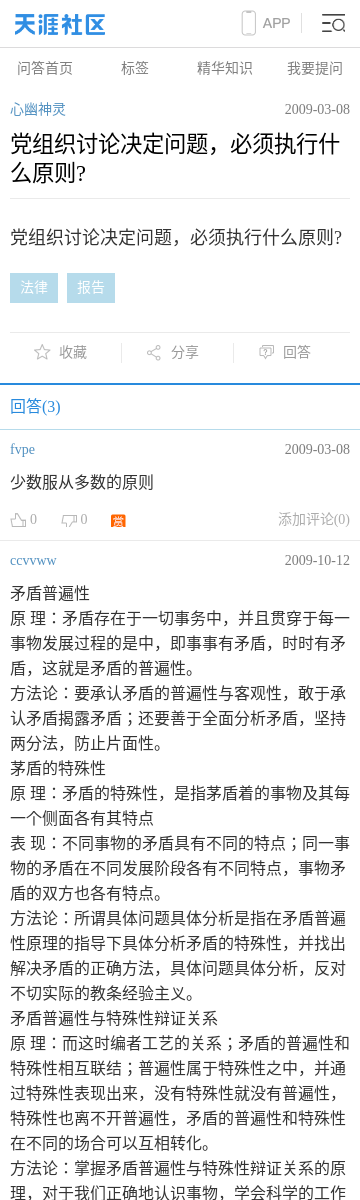 天涯社区
APP
问答首页 标签 精华知识 我要提问
心幽神灵 2009-03-08
党组织讨论决定问题，必须执行什
么原则?
党组织讨论决定问题，必须执行什么原则?
法律 报告
收藏 分享 回答
回答(3)
fvpe 2009-03-08
少数服从多数的原则
0 0 赏 添加评论(0)
ccvvww 2009-10-12
矛盾普遍性
原 理：矛盾存在于一切事务中，并且贯穿于每一
事物发展过程的是中，即事事有矛盾，时时有矛
盾，这就是矛盾的普遍性。
方法论：要承认矛盾的普遍性与客观性，敢于承
认矛盾揭露矛盾；还要善于全面分析矛盾，坚持
两分法，防止片面性。
茅盾的特殊性
原 理：矛盾的特殊性，是指茅盾着的事物及其每
一个侧面各有其特点
表 现：不同事物的矛盾具有不同的特点；同一事
物的矛盾在不同发展阶段各有不同特点，事物矛
盾的双方也各有特点。
方法论：所谓具体问题具体分析是指在矛盾普遍
性原理的指导下具体分析矛盾的特殊性，并找出
解决矛盾的正确方法，具体问题具体分析，反对
不切实际的教条经验主义。
矛盾普遍性与特殊性辩证关系
原 理：而这时编者工艺的关系；矛盾的普遍性和
特殊性相互联结；普遍性属于特殊性之中，并通
过特殊性表现出来，没有特殊性就没有普遍性，
特殊性也离不开普遍性，矛盾的普遍性和特殊性
在不同的场合可以互相转化。
方法论：掌握矛盾普遍性与特殊性辩证关系的原
理，对于我们正确地认识事物，学会科学的工作